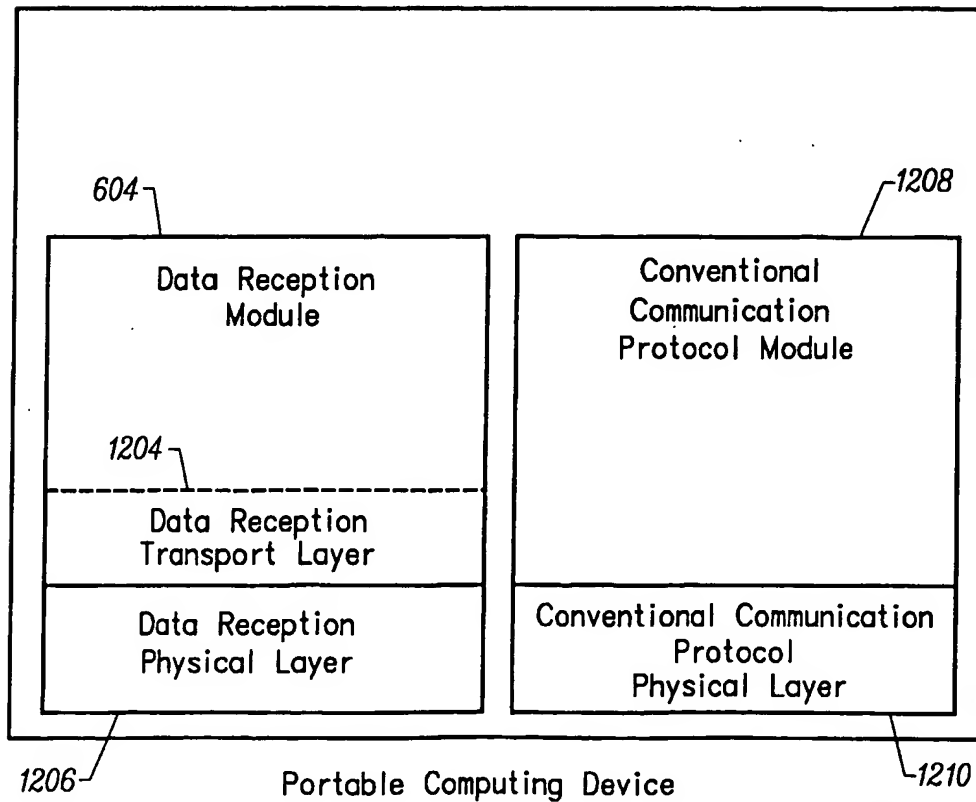 604
1208
Data Reception
Module
Conventional
Communication
Protocol Module
1204
Data Reception
Transport Layer
Data Reception
Physical Layer
Conventional Communication
Protocol
Physical Layer
1206
Portable Computing Device
1210